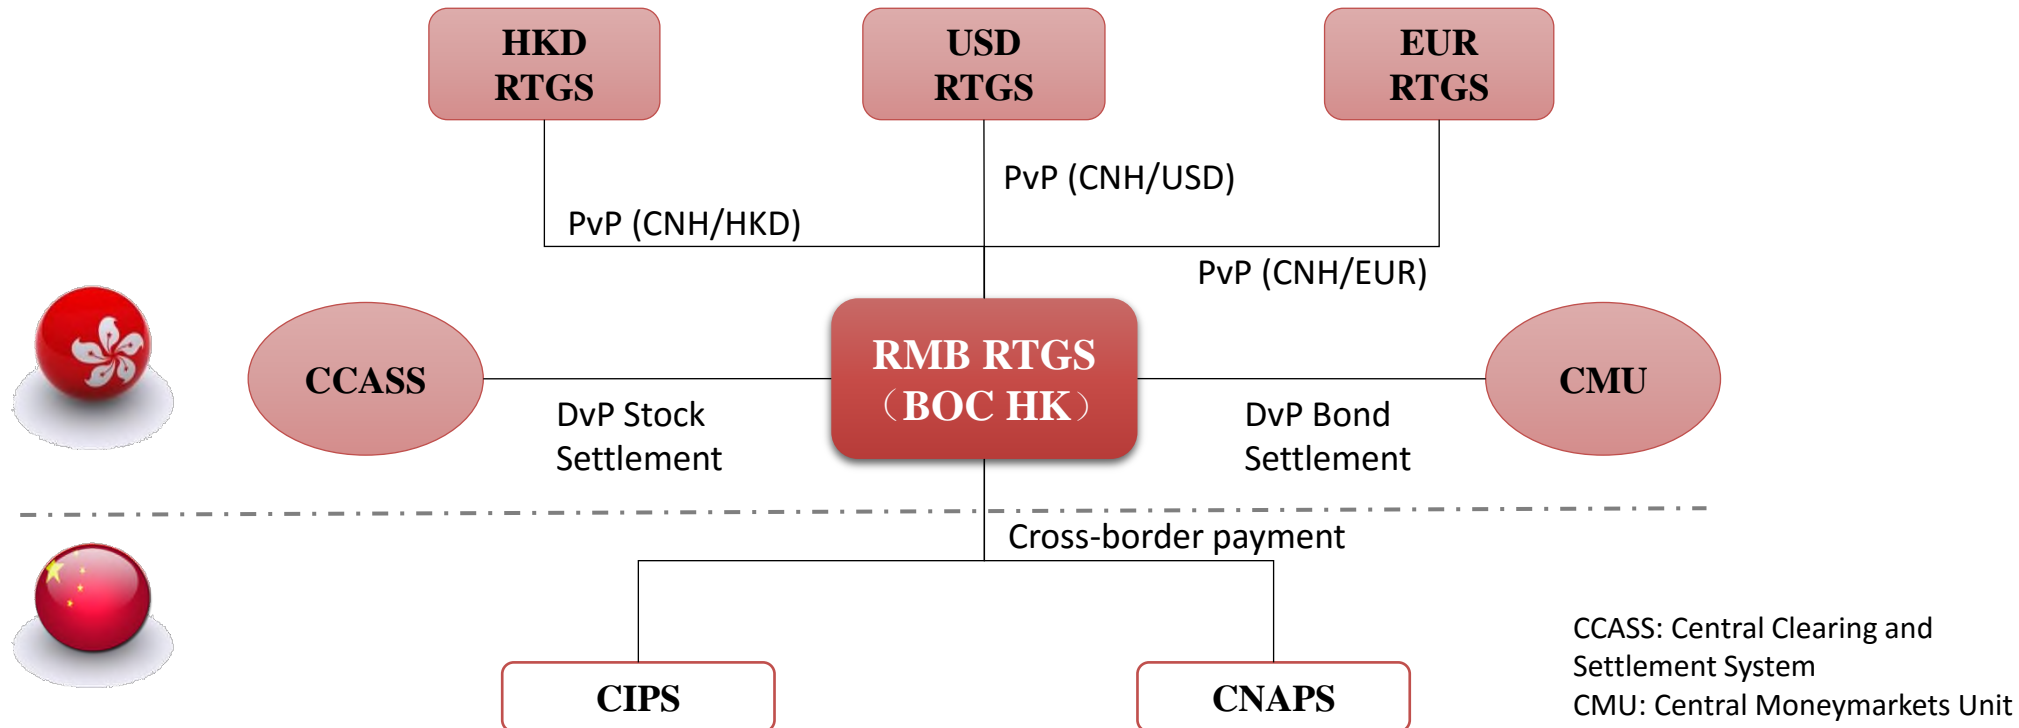 HKD
RTGS
USD
RTGS
EUR
RTGS
PvP (CNH/USD)
PvP (CNH/HKD)
PvP (CNH/EUR)
CCASS
RMB RTGS
（BOC HK）
CMU
DvP Stock
Settlement
DvP Bond
Settlement
Cross-border payment
CIPS
CNAPS
CCASS: Central Clearing and
Settlement System
CMU: Central Moneymarkets Unit